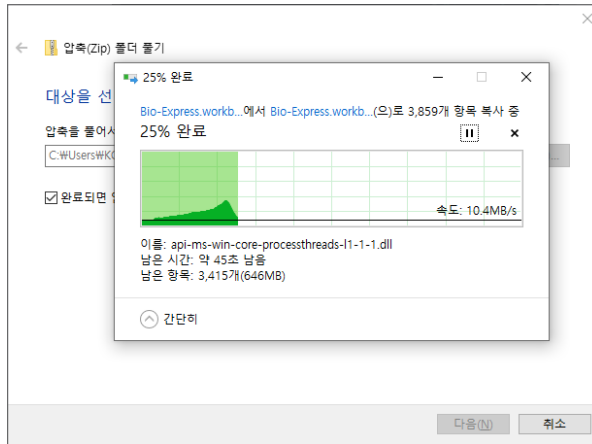 압축(Zip) 폴더 풀기
대상을 선
압축을 풀어서
C:₩Users₩KO
완료되면 압
25% 완료
Bio-Express.workb...에서 Bio-Express.workb...(으)로 3,859개 항목 복사 중
25% 완료
속도: 10.4MB/s
이름: api-ms-win-core-processthreads-l1-1-1.dll
남은 시간: 약 45초 남음
남은 항목: 3,415개(646MB)
간단히
다음(N)
취소